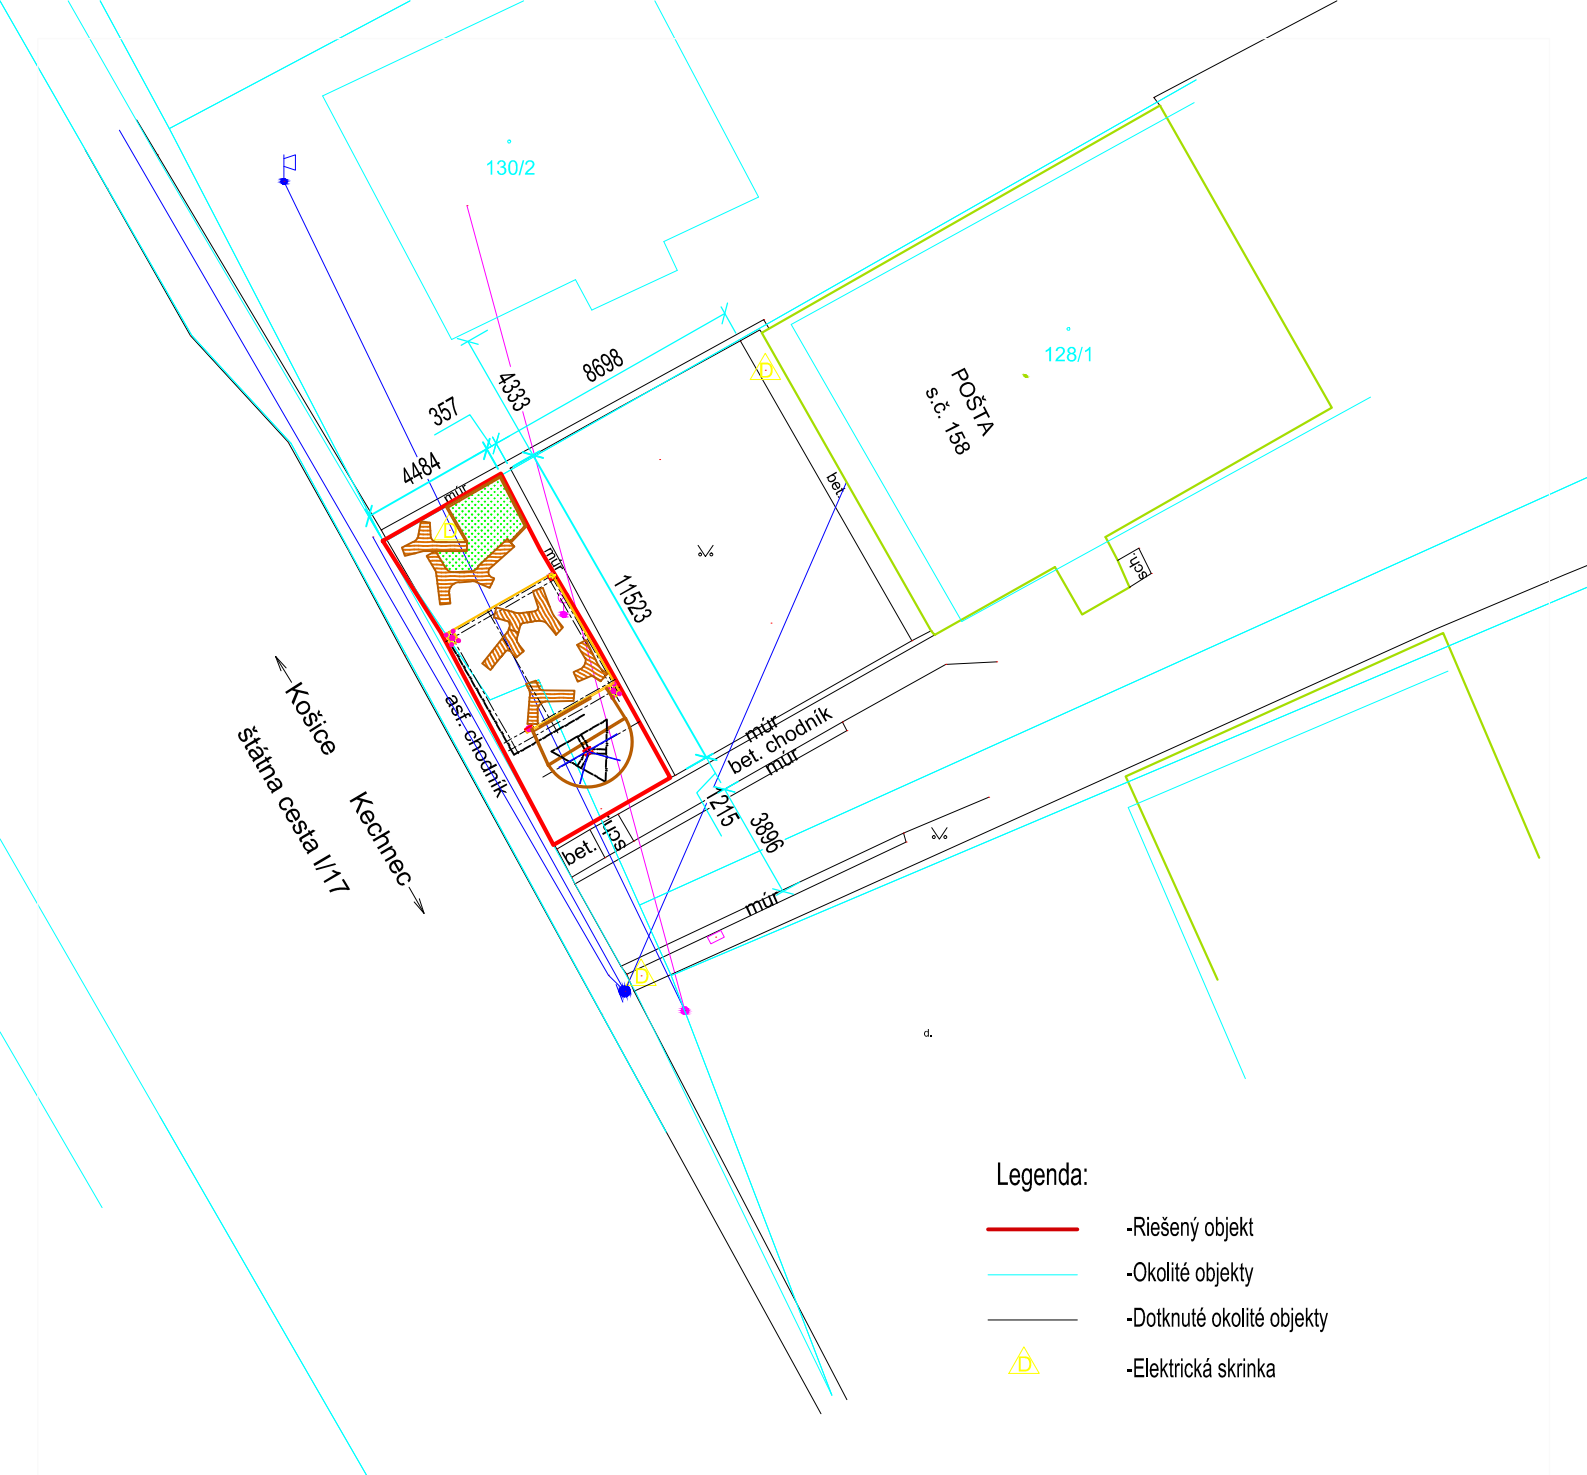 130/2
8698
4333
357
4484
128/1
POŠTA
s.č. 158
D
bet.
múr
D
múr
sch.
11523
Košice
štátna cesta I/17
Kechnec
asf. chodník
múr
bet. chodník
múr
1215
3896
bet.
sch.
múr
D
d.
Legenda:
-Riešený objekt
-Okolité objekty
-Dotknuté okolité objekty
D
-Elektrická skrinka